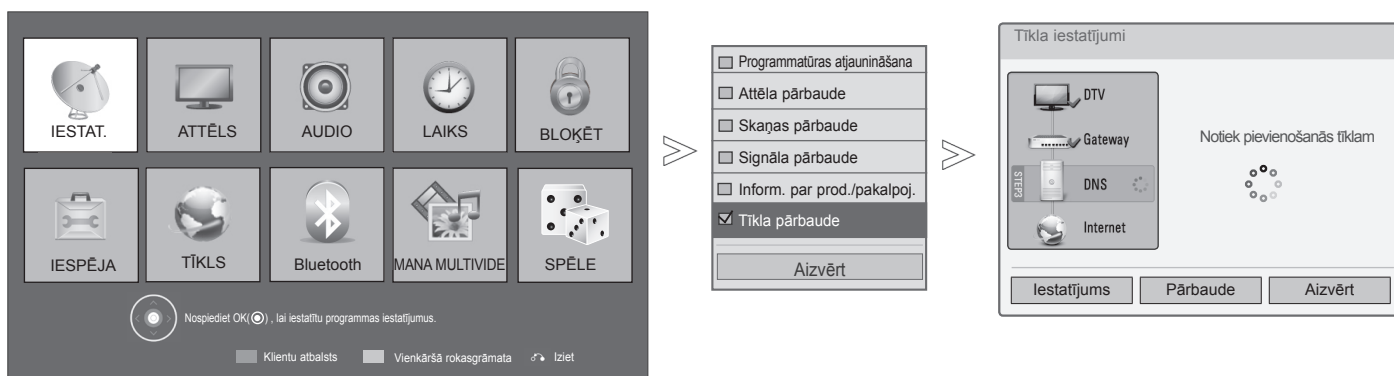 IESTAT.
ATTĒLS
AUDIO
LAIKS
BLOĶĒT
IESPĒJA
TĪKLS
Bluetooth
MANA MULTIVIDE
SPĒLE
Nospiediet OK(◉) , lai iestatītu programmas iestatījumus.
Klientu atbalsts
Vienkāršā rokasgrāmata
Iziet
Programmatūras atjaunināšana
Attēla pārbaude
Skaņas pārbaude
Signāla pārbaude
Inform. par prod./pakalpoj.
Tīkla pārbaude
Aizvērt
Tīkla iestatījumi
DTV
Gateway
STEP3
DNS
Internet
Notiek pievienošanās tīklam
Iestatījums
Pārbaude
Aizvērt